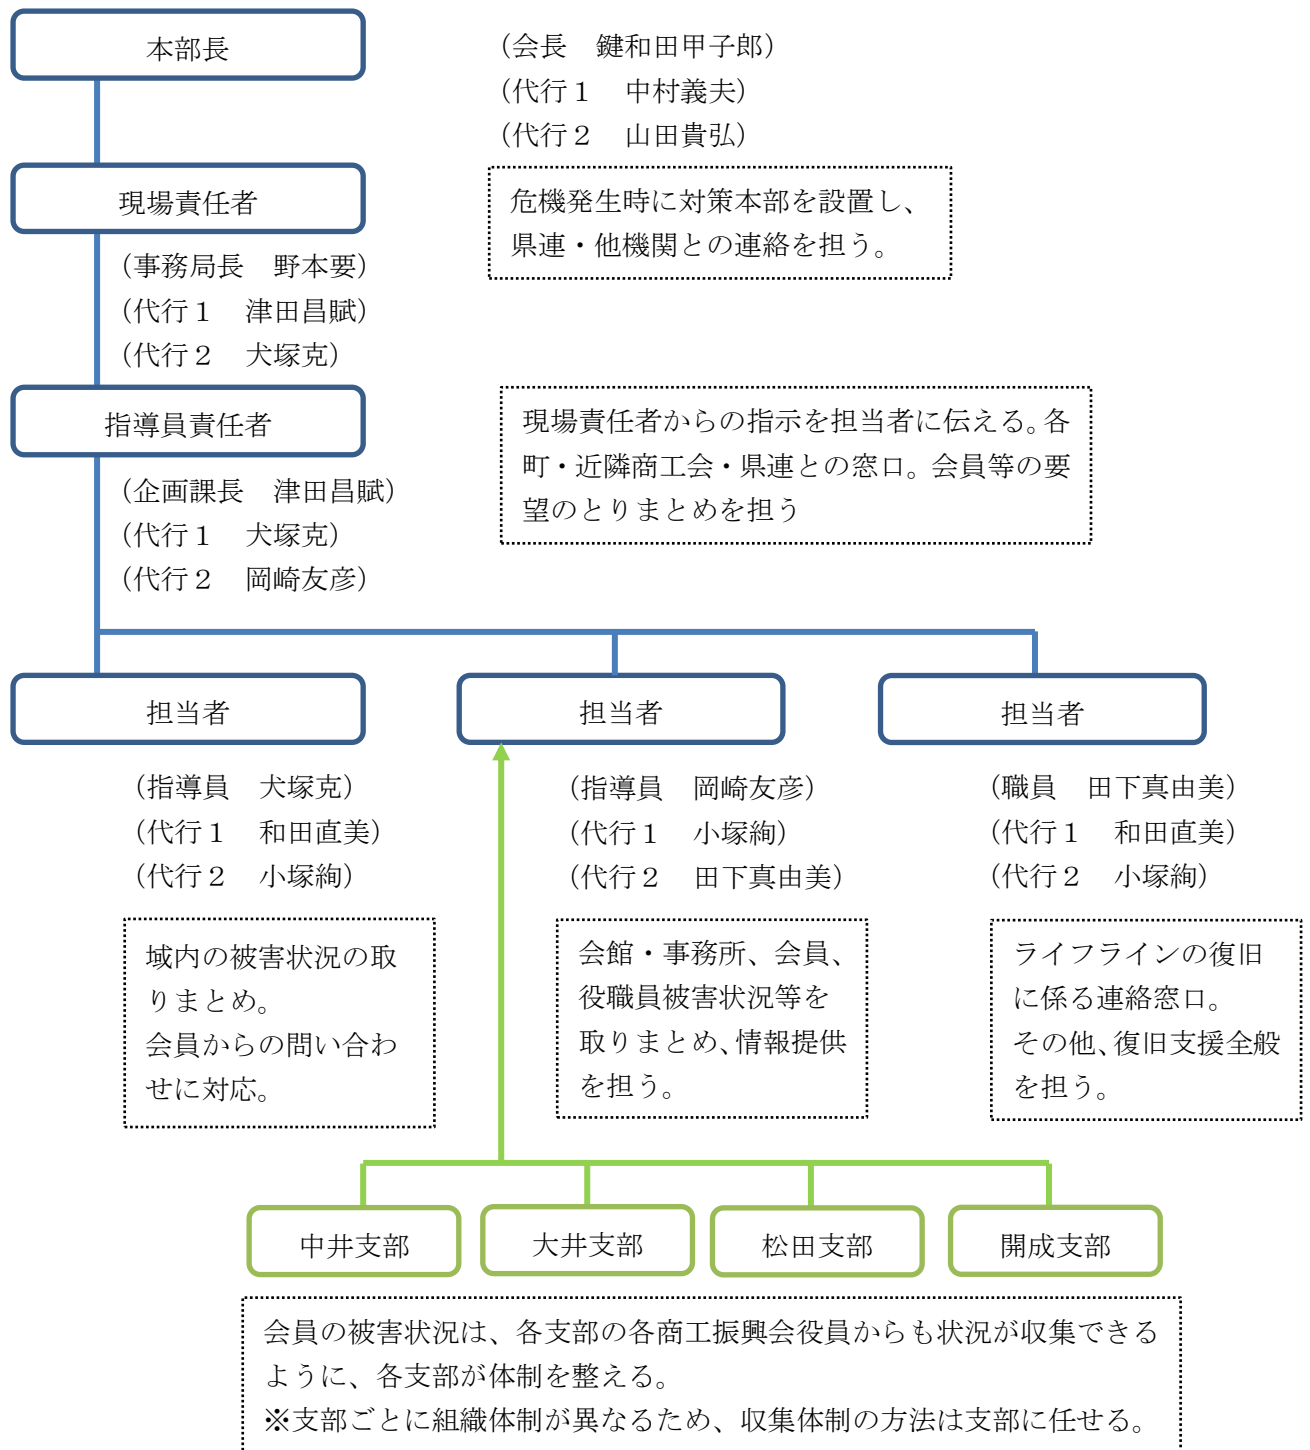 本部長
（会長　鍵和田甲子郎）
（代行１　中村義夫）
（代行２　山田貴弘）
現場責任者
危機発生時に対策本部を設置し、
県連・他機関との連絡を担う。
（事務局長　野本要）
（代行１　津田昌賦）
（代行２　犬塚克）
指導員責任者
現場責任者からの指示を担当者に伝える。各
町・近隣商工会・県連との窓口。会員等の要
望のとりまとめを担う
（企画課長　津田昌賦）
（代行１　犬塚克）
（代行２　岡崎友彦）
担当者
担当者
担当者
（指導員　犬塚克）
（代行１　和田直美）
（代行２　小塚絢）
（指導員　岡崎友彦）
（代行１　小塚絢）
（代行２　田下真由美）
（職員　田下真由美）
（代行１　和田直美）
（代行２　小塚絢）
域内の被害状況の取
りまとめ。
会員からの問い合わ
せに対応。
会館・事務所、会員、
役職員被害状況等を
取りまとめ、情報提供
を担う。
ライフラインの復旧
に係る連絡窓口。
その他、復旧支援全般
を担う。
中井支部
大井支部
松田支部
開成支部
会員の被害状況は、各支部の各商工振興会役員からも状況が収集できる
ように、各支部が体制を整える。
※支部ごとに組織体制が異なるため、収集体制の方法は支部に任せる。